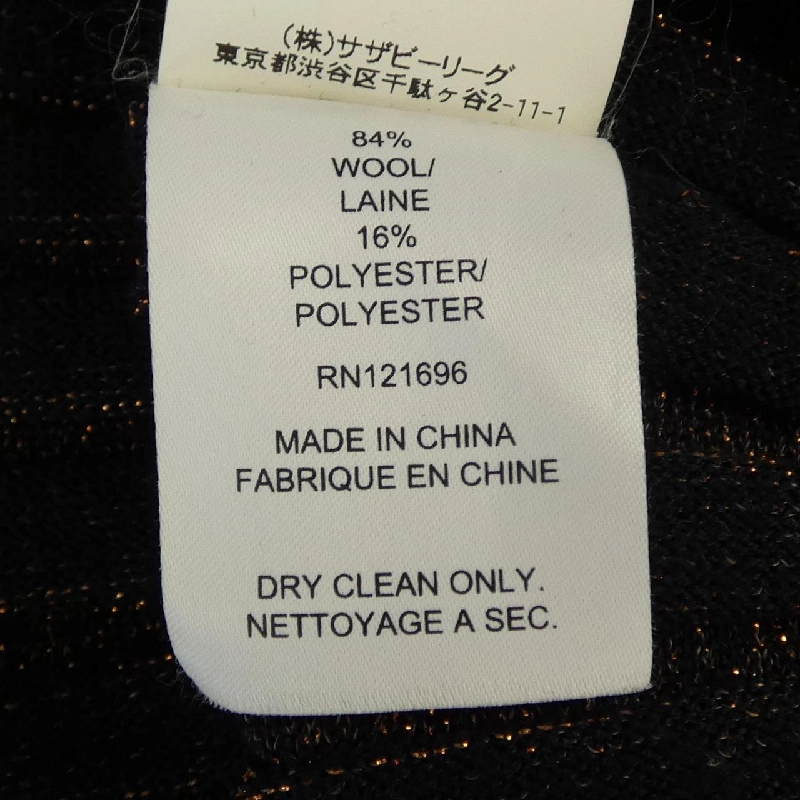 (株)サザビーリーグ
東京都渋谷区千駄ヶ谷2-11-1
84%
WOOL/
LAINE
16%
POLYESTER/
POLYESTER
RN121696
MADE IN CHINA
FABRIQUE EN CHINE
DRY CLEAN ONLY.
NETTOYAGE A SEC.